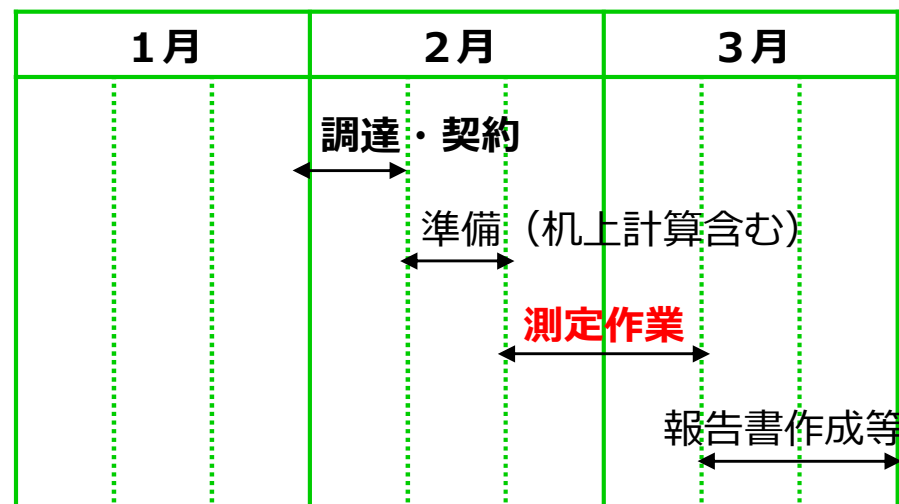 １月 ２月 ３月
調達・契約
準備（机上計算含む）
測定作業
報告書作成等